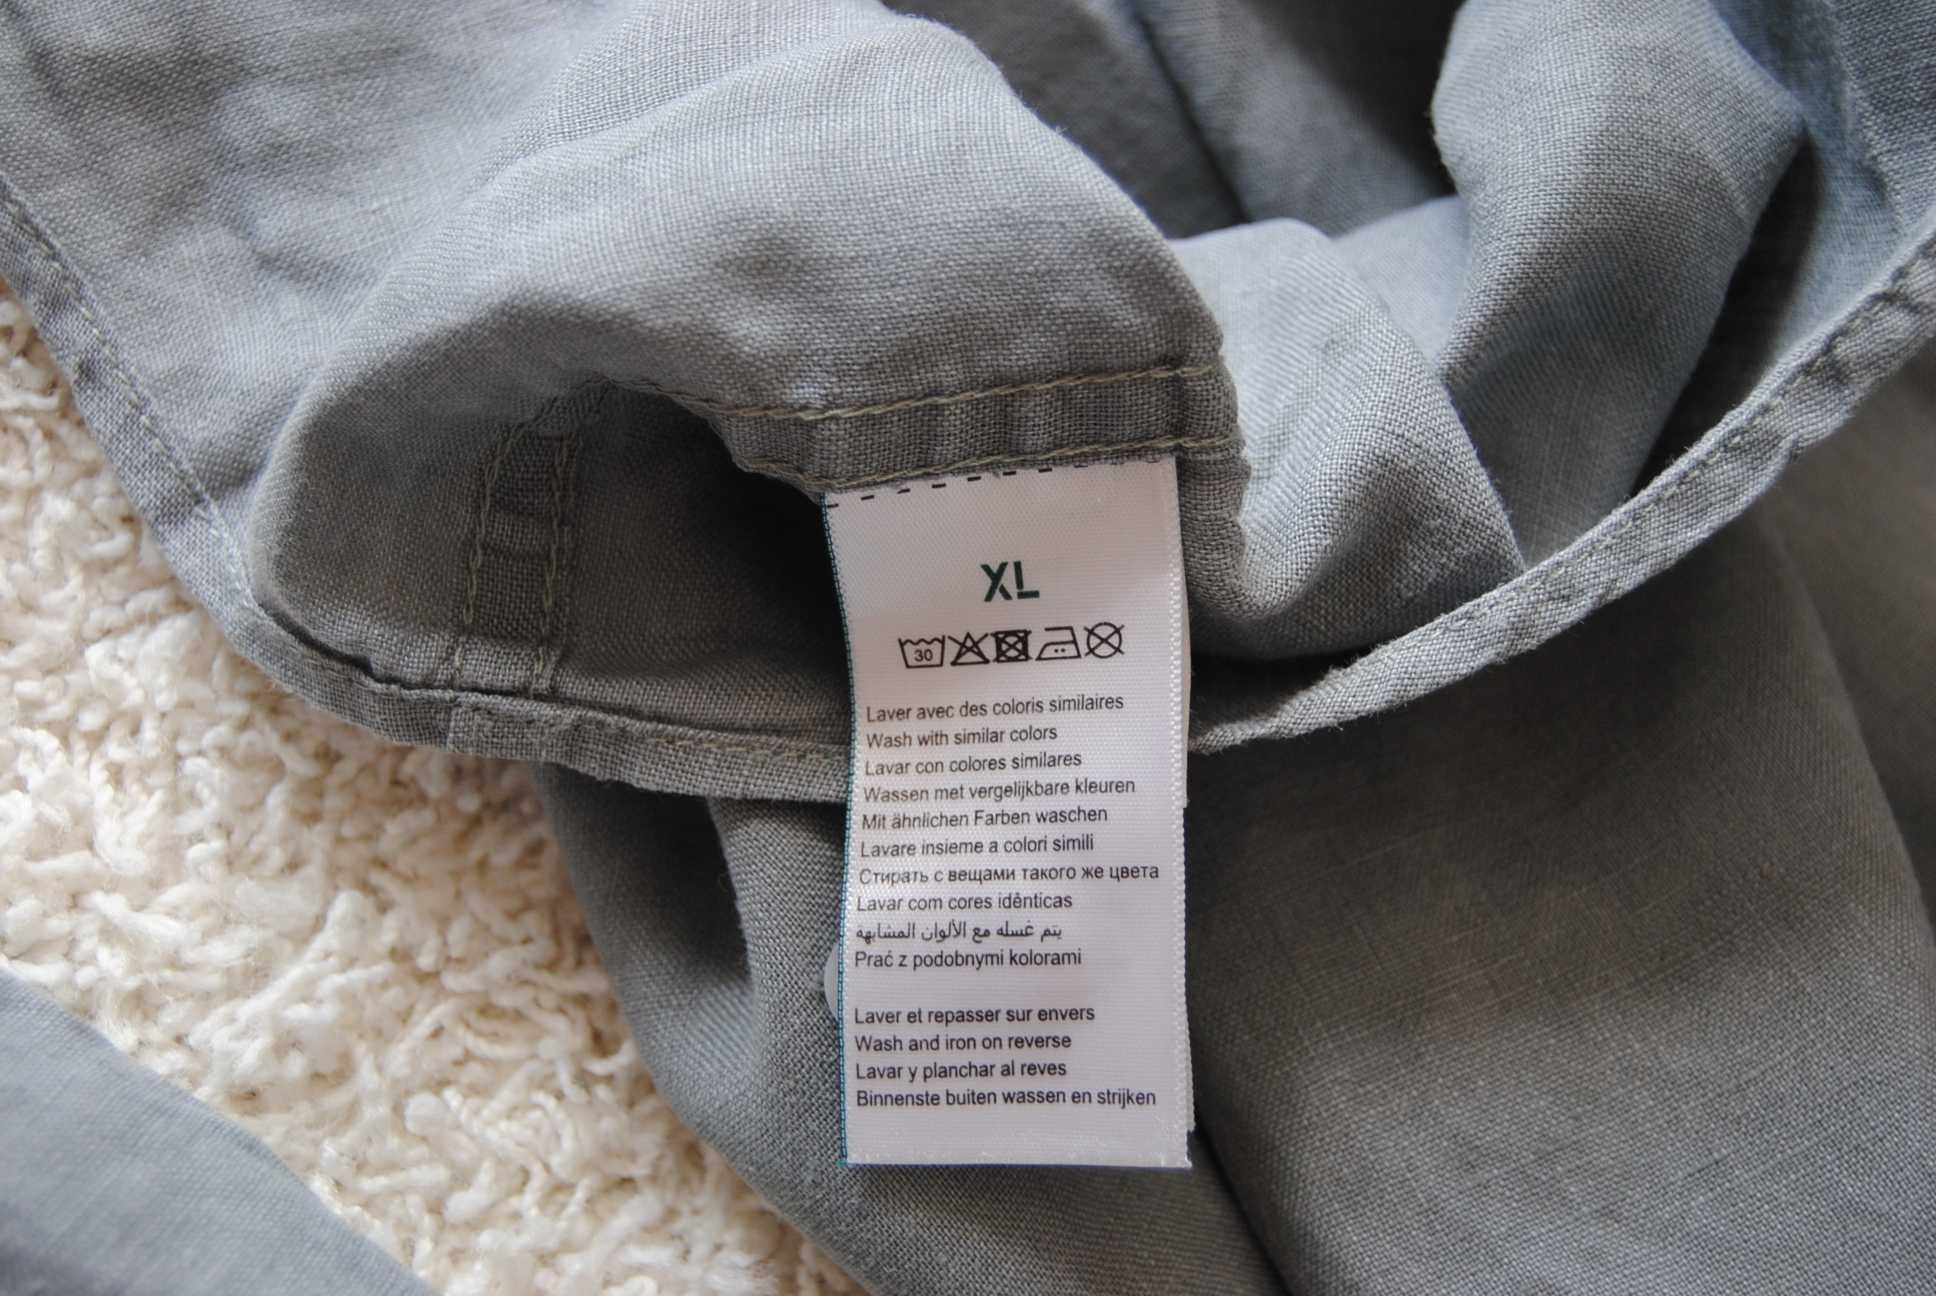 XL
30
Laver avec des coloris similaires
Wash with similar colors
Lavar con colores similares
Wassen met vergelijkbare kleuren
Mit ähnlichen Farben waschen
Lavare insieme a colori simili
Стирать с вещами такого же цвета
Lavar com cores idênticas
يتم غسله مع الألوان المشابهه
Prać z podobnymi kolorami
Laver et repasser sur envers
Wash and iron on reverse
Lavar y planchar al reves
Binnenste buiten wassen en strijken